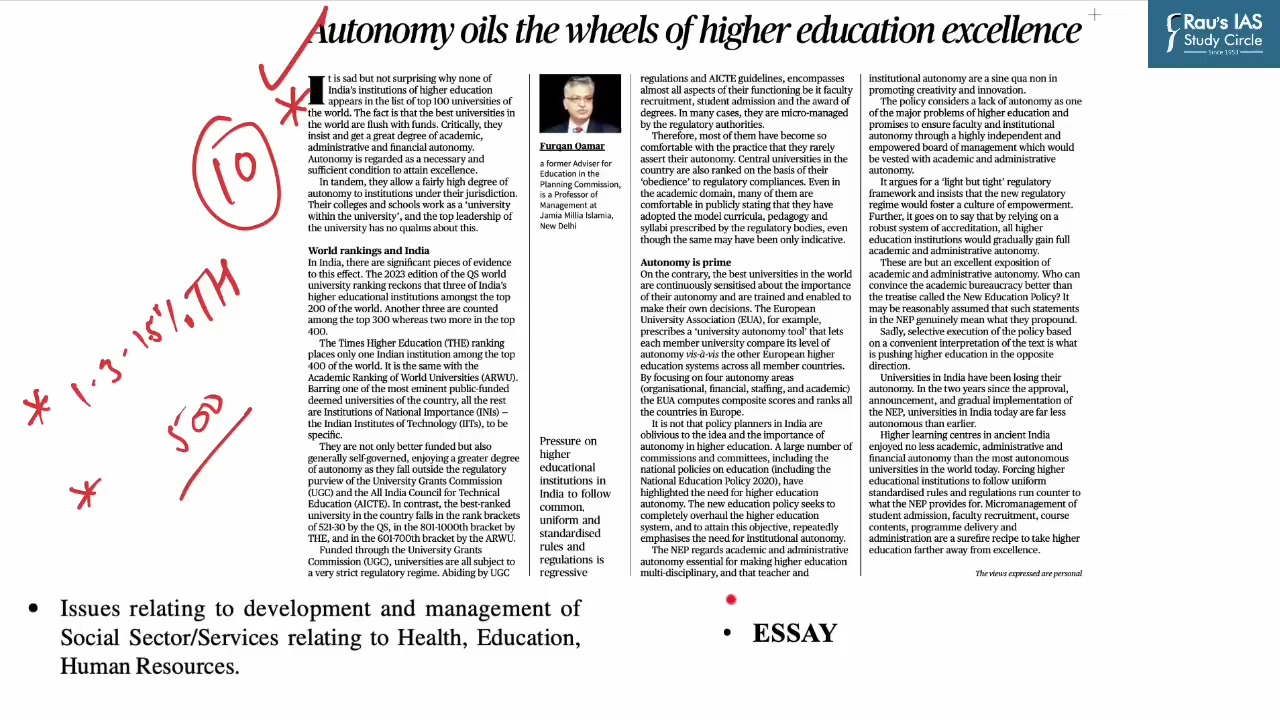 Autonomy oils the wheels of higher education excellence
Rau's IAS
Study Circle
Since 1953
It is sad but not surprising why none of
India's institutions of higher education
appears in the list of top 100 universities of
the world. The fact is that the best universities in
the world are flush with funds. Critically, they
insist and get a great degree of academic,
administrative and financial autonomy.
Autonomy is regarded as a necessary and
sufficient condition to attain excellence.
In tandem, they allow a fairly high degree of
autonomy to institutions under their jurisdiction.
Their colleges and schools work as a 'university
within the university', and the top leadership of
the university has no qualms about this.
World rankings and India
In India, there are significant pieces of evidence
to this effect. The 2023 edition of the QS world
university ranking reckons that three of India's
higher educational institutions amongst the top
200 of the world. Another three are counted
among the top 300 whereas two more in the top
400.
The Times Higher Education (THE) ranking
places only one Indian institution among the top
400 of the world. It is the same with the
Academic Ranking of World Universities (ARWU).
Barring one of the most eminent public-funded
deemed universities of the country, all the rest
are Institutions of National Importance (INIs) –
the Indian Institutes of Technology (IITs), to be
specific.
They are not only better funded but also
generally self-governed, enjoying a greater degree
of autonomy as they fall outside the regulatory
purview of the University Grants Commission
(UGC) and the All India Council for Technical
Education (AICTE). In contrast, the best-ranked
university in the country falls in the rank brackets
of 521-30 by the QS, in the 801-1000th bracket by
THE, and in the 601-700th bracket by the ARWU.
Funded through the University Grants
Commission (UGC), universities are all subject to
a very strict regulatory regime. Abiding by UGC
Furqan Qamar
a former Adviser for
Education in the
Planning Commission,
is a Professor of
Management at
Jamia Millia Islamia,
New Delhi
Pressure on
higher
educational
institutions in
India to follow
common,
uniform and
standardised
rules and
regulations is
regressive
regulations and AICTE guidelines, encompasses
almost all aspects of their functioning be it faculty
recruitment, student admission and the award of
degrees. In many cases, they are micro-managed
by the regulatory authorities.
Therefore, most of them have become so
comfortable with the practice that they rarely
assert their autonomy. Central universities in the
country are also ranked on the basis of their
'obedience' to regulatory compliances. Even in
the academic domain, many of them are
comfortable in publicly stating that they have
adopted the model curricula, pedagogy and
syllabi prescribed by the regulatory bodies, even
though the same may have been only indicative.
Autonomy is prime
On the contrary, the best universities in the world
are continuously sensitised about the importance
of their autonomy and are trained and enabled to
make their own decisions. The European
University Association (EUA), for example,
prescribes a 'university autonomy tool' that lets
each member university compare its level of
autonomy vis-à-vis the other European higher
education systems across all member countries.
By focusing on four autonomy areas
(organisational, financial, staffing, and academic)
the EUA computes composite scores and ranks all
the countries in Europe.
It is not that policy planners in India are
oblivious to the idea and the importance of
autonomy in higher education. A large number of
commissions and committees, including the
national policies on education (including the
National Education Policy 2020), have
highlighted the need for higher education
autonomy. The new education policy seeks to
completely overhaul the higher education
system, and to attain this objective, repeatedly
emphasises the need for institutional autonomy.
The NEP regards academic and administrative
autonomy essential for making higher education
multi-disciplinary, and that teacher and
institutional autonomy are a sine qua non in
promoting creativity and innovation.
The policy considers a lack of autonomy as one
of the major problems of higher education and
promises to ensure faculty and institutional
autonomy through a highly independent and
empowered board of management which would
be vested with academic and administrative
autonomy.
It argues for a 'light but tight' regulatory
framework and insists that the new regulatory
regime would foster a culture of empowerment.
Further, it goes on to say that by relying on a
robust system of accreditation, all higher
education institutions would gradually gain full
academic and administrative autonomy.
These are but an excellent exposition of
academic and administrative autonomy. Who can
convince the academic bureaucracy better than
the treatise called the New Education Policy? It
may be reasonably assumed that such statements
in the NEP genuinely mean what they propound.
Sadly, selective execution of the policy based
on a convenient interpretation of the text is what
is pushing higher education in the opposite
direction.
Universities in India have been losing their
autonomy. In the two years since the approval,
announcement, and gradual implementation of
the NEP, universities in India today are far less
autonomous than earlier.
Higher learning centres in ancient India
enjoyed no less academic, administrative and
financial autonomy than the most autonomous
universities in the world today. Forcing higher
educational institutions to follow uniform
standardised rules and regulations run counter to
what the NEP provides for. Micromanagement of
student admission, faculty recruitment, course
contents, programme delivery and
administration are a surefire recipe to take higher
education farther away from excellence.
The views expressed are personal
10
500
• Issues relating to development and management of
Social Sector/Services relating to Health, Education,
Human Resources.
• ESSAY